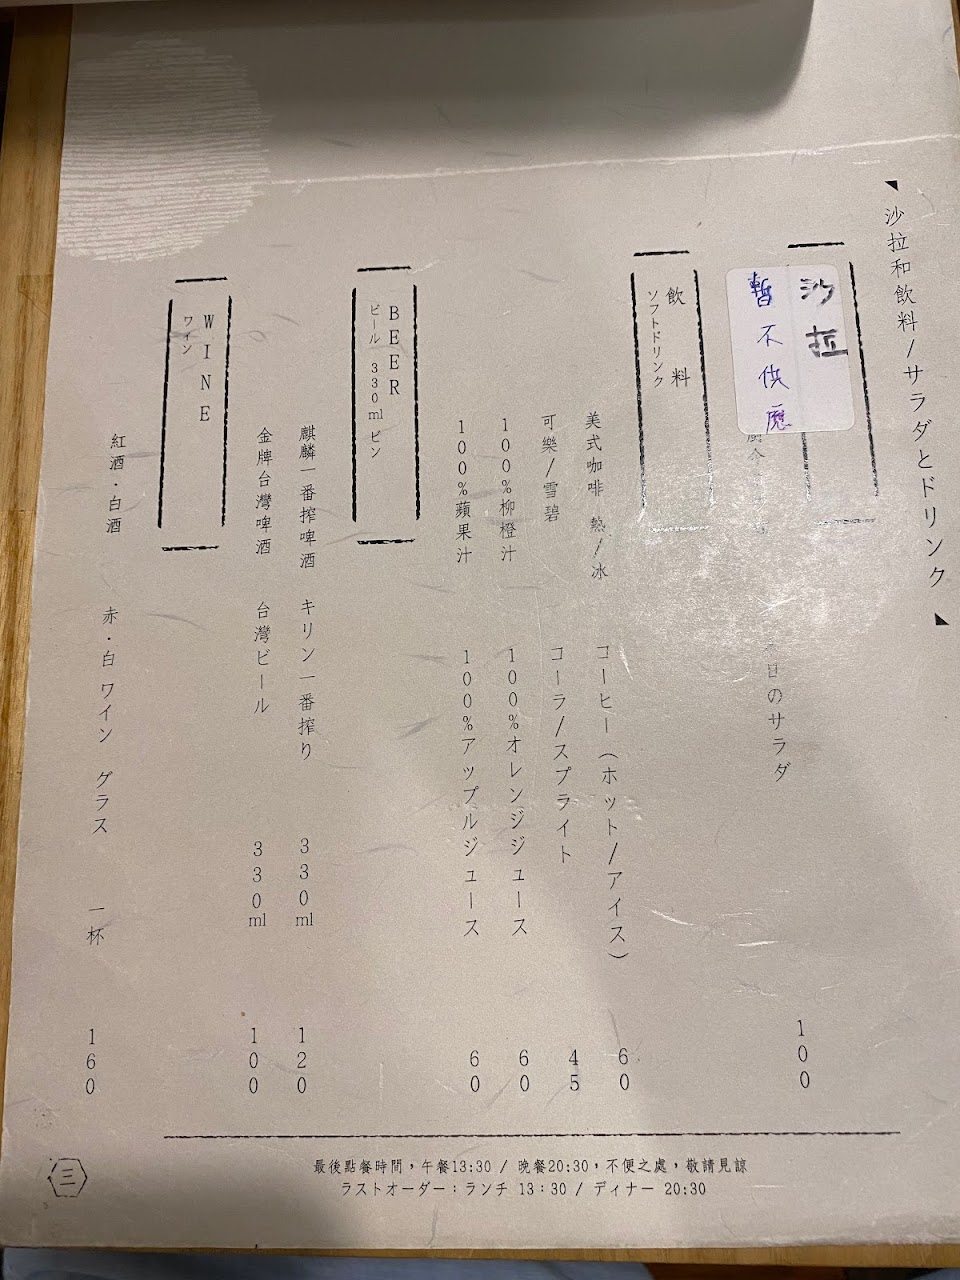 沙拉和飲料/サラダとドリンク
沙拉
暫不供應
日のサラダ
100
飲料
ソフトドリンク
美式咖啡 熱/冰 コーヒー(ホット/アイス) 60
可樂/雪碧 コーラ/スプライト 45
100%柳橙汁 100%オレンジジュース 60
100%蘋果汁 100%アップルジュース 60
BEER
ビール 330ml ビン
麒麟一番搾啤酒 キリン一番搾り 330ml 120
金牌台灣啤酒 台灣ビール 330ml 100
WINE
ワイン
紅酒・白酒 赤・白 ワイン グラス 一杯 160
最後點餐時間,午餐13:30 / 晚餐20:30,不便之處,敬請見諒
ラストオーダー:ランチ 13:30 / ディナー 20:30
三